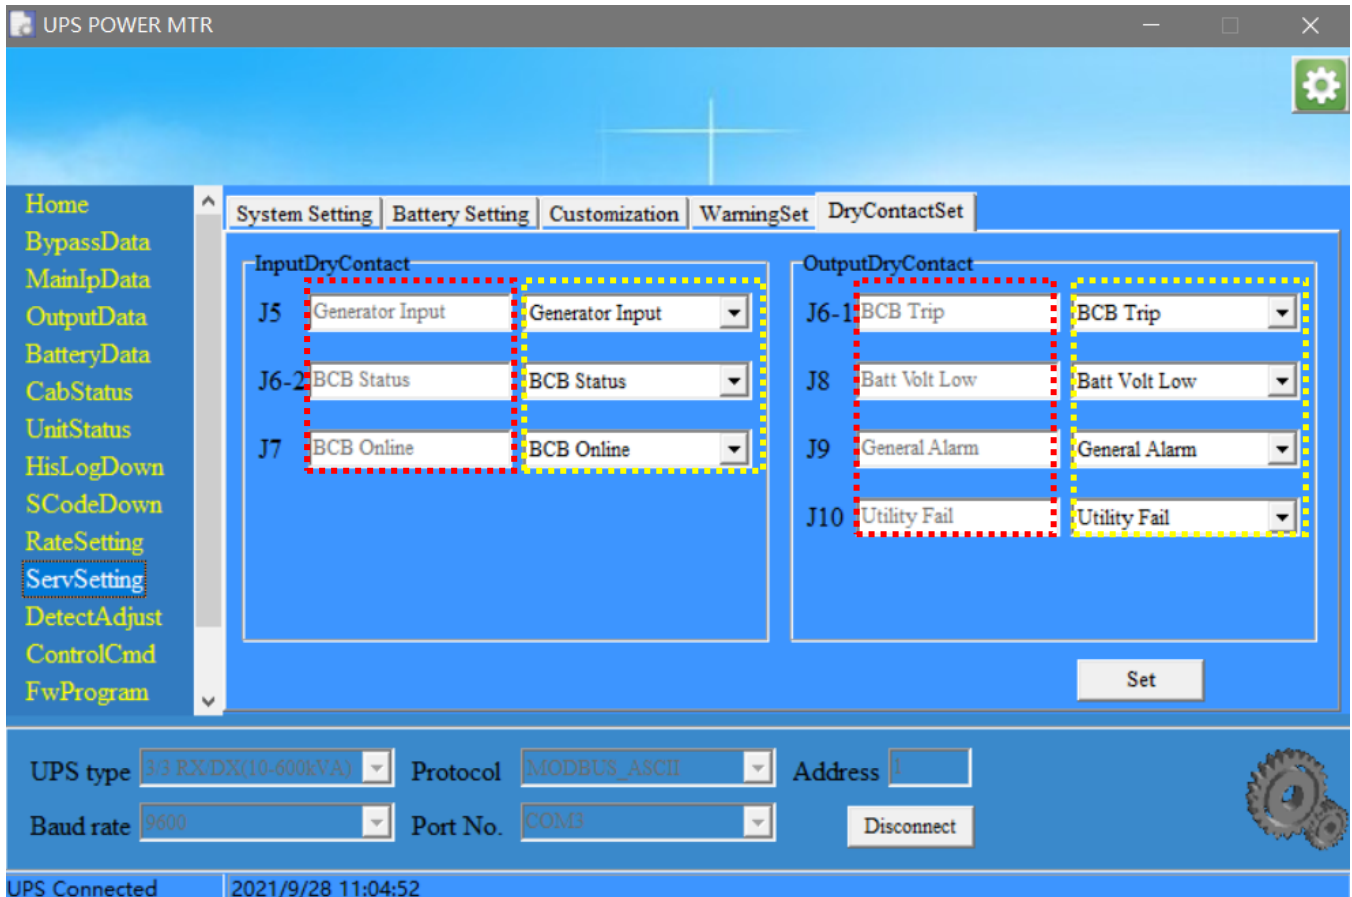 UPS POWER MTR
Home
BypassData
MainIpData
OutputData
BatteryData
CabStatus
UnitStatus
HisLogDown
SCodeDown
RateSetting
ServSetting
DetectAdjust
ControlCmd
FwProgram
System Setting Battery Setting Customization WarningSet DryContactSet
InputDryContact
J5 Generator Input Generator Input
J6-2 BCB Status BCB Status
J7 BCB Online BCB Online
OutputDryContact
J6-1 BCB Trip BCB Trip
J8 Batt Volt Low Batt Volt Low
J9 General Alarm General Alarm
J10 Utility Fail Utility Fail
Set
UPS type 3/3 RX/DX(10-600kVA) Protocol MODBUS_ASCII Address 1
Baud rate 9600 Port No. COM3 Disconnect
UPS Connected 2021/9/28 11:04:52